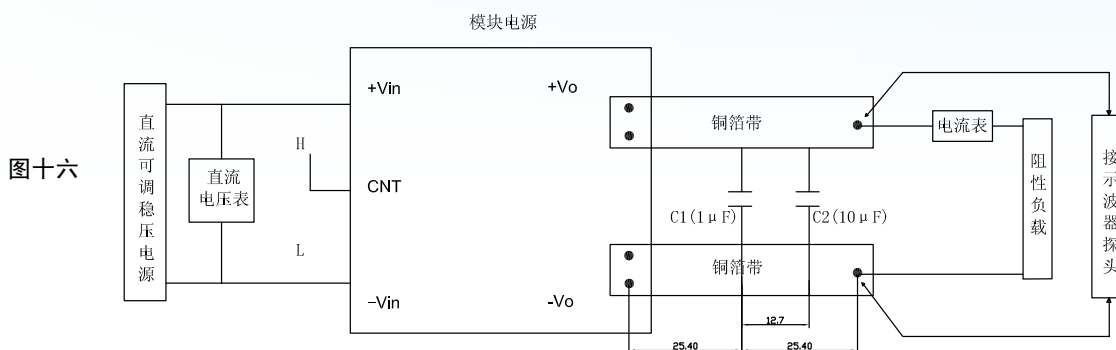 模块电源
图十六
直流可调稳压电源
直流
电压表
H
L
+Vin
CNT
−Vin
+Vo
-Vo
铜箔带
C1(1μF)
C2(10μF)
铜箔带
12.7
25.40
25.40
电流表
阻性负载
接示波器探头